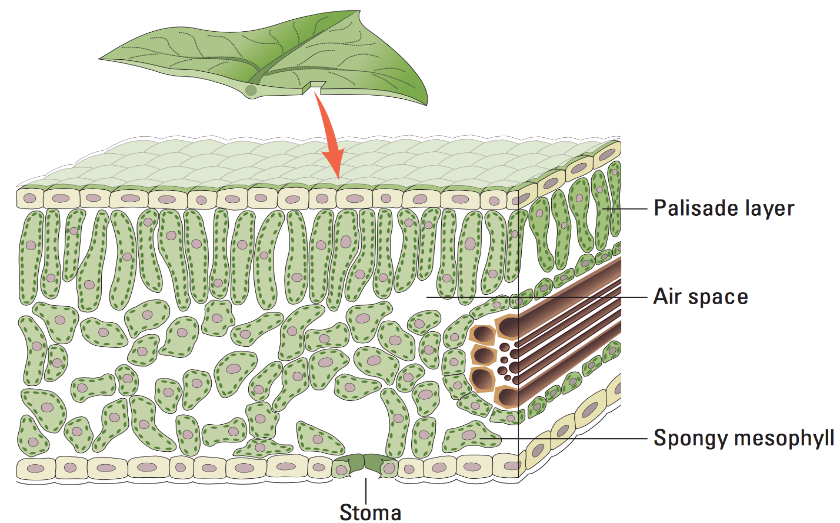 Palisade layer
Air space
Spongy mesophyll
Stoma